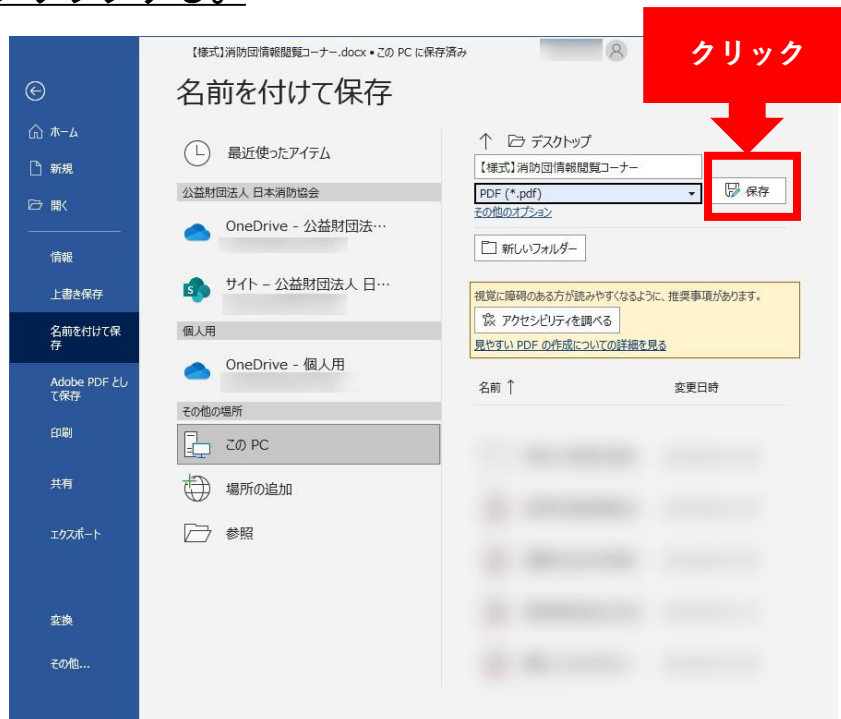 クリックする。
クリック
【様式】消防団情報閲覧コーナー.docx • この PC に保存済み
名前を付けて保存
ホーム
新規
開く
情報
上書き保存
名前を付けて保
存
Adobe PDF とし
て保存
印刷
共有
エクスポート
変換
その他...
最近使ったアイテム
公益財団法人 日本消防協会
OneDrive - 公益財団法…
サイト – 公益財団法人 日…
個人用
OneDrive - 個人用
その他の場所
この PC
場所の追加
参照
↑ デスクトップ
【様式】消防団情報閲覧コーナー
PDF (*.pdf)
保存
その他のオプション
新しいフォルダー
視覚に障碍のある方が読みやすくなるように、推奨事項があります。
アクセシビリティを調べる
見やすい PDF の作成についての詳細を見る
名前 ↑ 変更日時